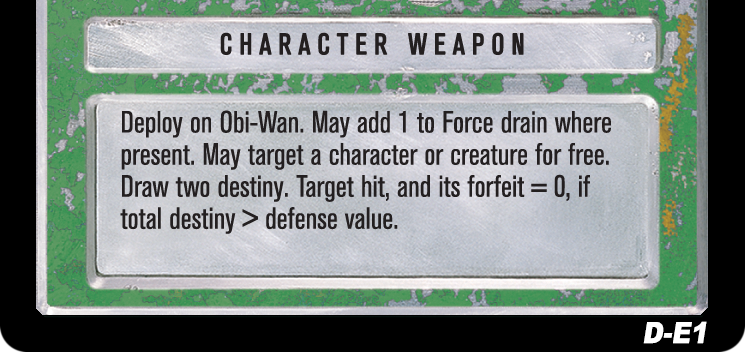 CHARACTER WEAPON
Deploy on Obi-Wan. May add 1 to Force drain where
present. May target a character or creature for free.
Draw two destiny. Target hit, and its forfeit = 0, if
total destiny > defense value.
D-E1